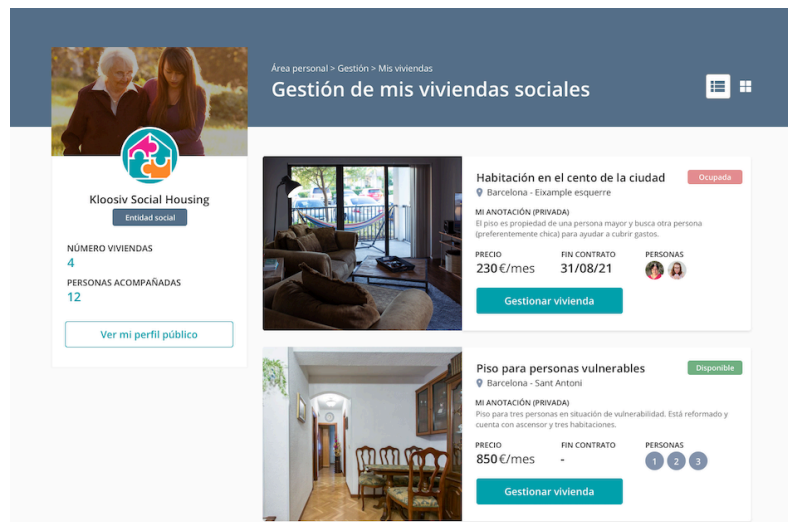 Área personal > Gestión > Mis viviendas
Gestión de mis viviendas sociales
Kloosiv Social Housing
Entidad social
NÚMERO VIVIENDAS
4
PERSONAS ACOMPAÑADAS
12
Ver mi perfil público
Habitación en el cento de la ciudad
Ocupada
Barcelona - Eixample esquerre
MI ANOTACIÓN (PRIVADA)
El piso es propiedad de una persona mayor y busca otra persona
(preferentemente chica) para ayudar a cubrir gastos.
PRECIO FIN CONTRATO PERSONAS
230€/mes 31/08/21
Gestionar vivienda
Piso para personas vulnerables
Disponible
Barcelona - Sant Antoni
MI ANOTACIÓN (PRIVADA)
Piso para tres personas en situación de vulnerabilidad. Está reformado y
cuenta con ascensor y tres habitaciones.
PRECIO FIN CONTRATO PERSONAS
850€/mes - 1 2 3
Gestionar vivienda